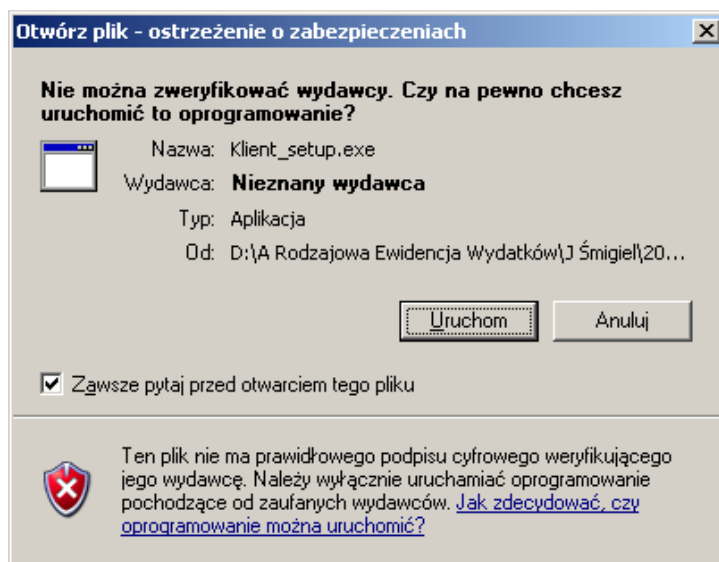 Otwórz plik - ostrzeżenie o zabezpieczeniach
Nie można zweryfikować wydawcy. Czy na pewno chcesz
uruchomić to oprogramowanie?
Nazwa: Klient_setup.exe
Wydawca: Nieznany wydawca
Typ: Aplikacja
Od: D:\A Rodzajowa Ewidencja Wydatków\J Śmigiel\20...
Uruchom Anuluj
Zawsze pytaj przed otwarciem tego pliku
Ten plik nie ma prawidłowego podpisu cyfrowego weryfikującego
jego wydawcę. Należy wyłącznie uruchamiać oprogramowanie
pochodzące od zaufanych wydawców. Jak zdecydować, czy
oprogramowanie można uruchomić?